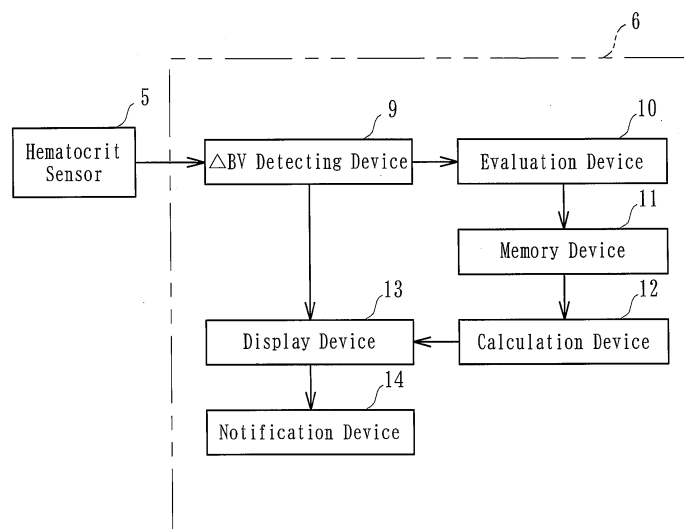 6
5
9
10
Hematocrit
Sensor
△BV Detecting Device
Evaluation Device
11
Memory Device
13
12
Display Device
Calculation Device
14
Notification Device